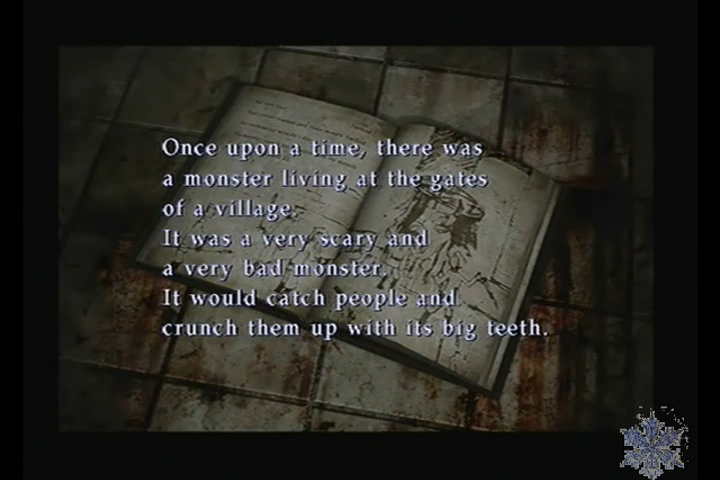 Once upon a time, there was
a monster living at the gates
of a village.
It was a very scary and
a very bad monster.
It would catch people and
crunch them up with its big teeth.